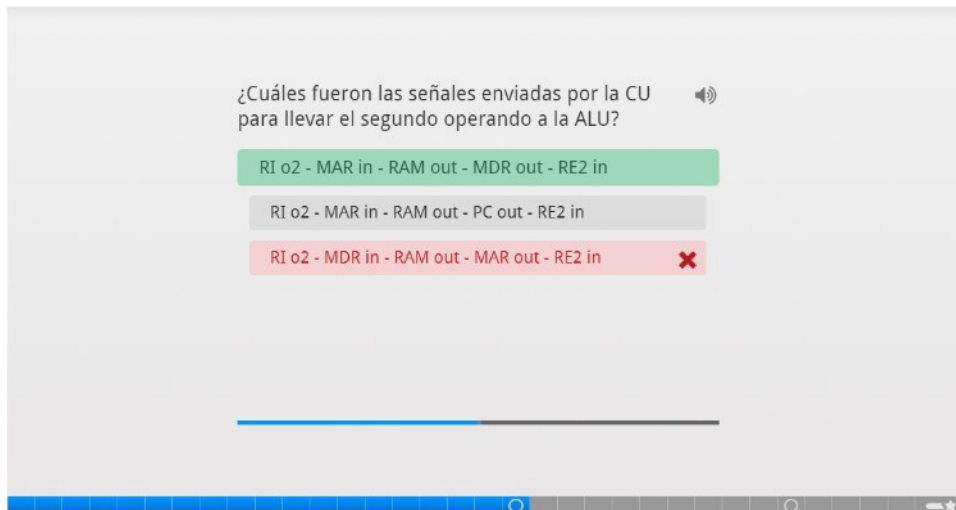 ¿Cuáles fueron las señales enviadas por la CU
para llevar el segundo operando a la ALU?
RI o2 - MAR in - RAM out - MDR out - RE2 in
RI o2 - MAR in - RAM out - PC out - RE2 in
RI o2 - MDR in - RAM out - MAR out - RE2 in